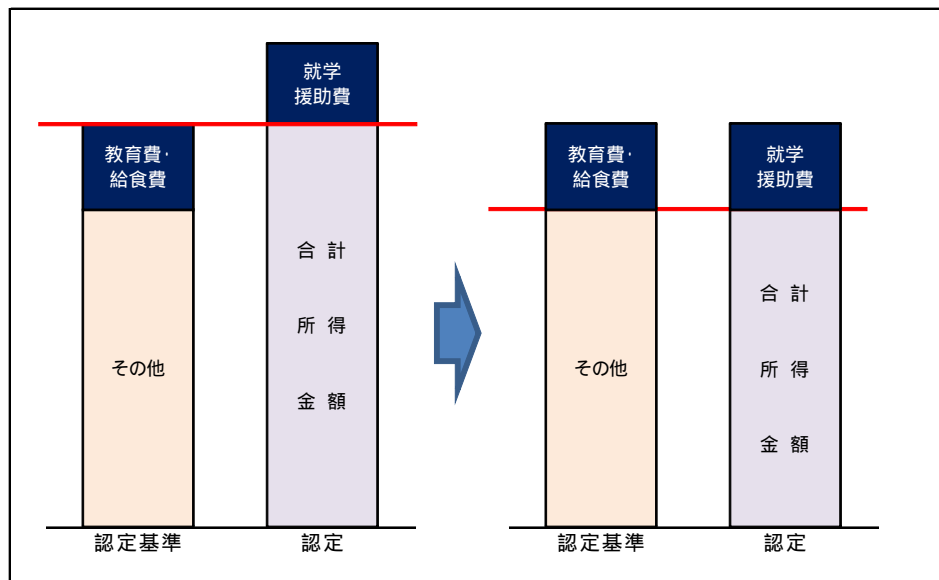 就学
援助費
教育費・
給食費
合 計
所 得
その他
金 額
認定基準
認定
教育費・
給食費
就学
援助費
合 計
その他
所 得
金 額
認定基準
認定